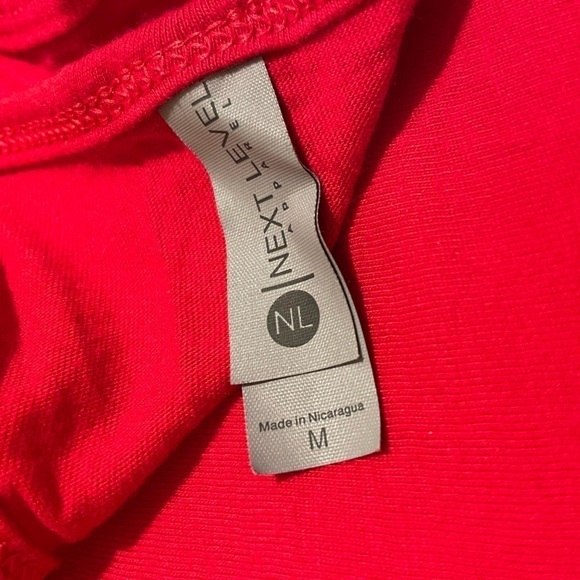 NEXT LEVEL
APPAREL
NL
Made in Nicaragua
M